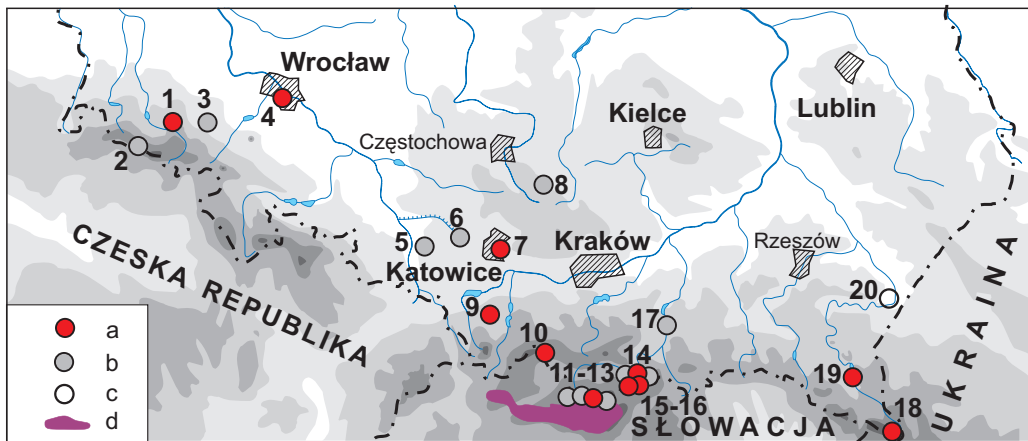 Wrocław
Lublin
Kielce
Częstochowa
1
3
4
2
8
6
5
7
Kraków
Katowice
Rzeszów
CZESKA REPUBLIKA
UKRAINA
20
9
17
10
14
11-13
15-16
19
18
SŁOWACJA
a
b
c
d